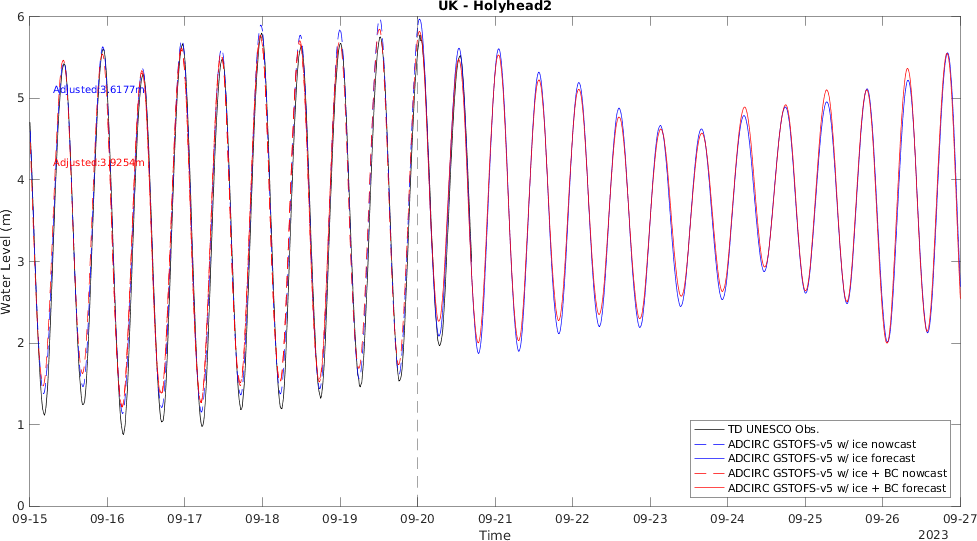 UK - Holyhead2
6
5
4
3
2
1
0
Water Level (m)
Adjusted:3.6177m
Adjusted:3.9254m
TD UNESCO Obs.
ADCIRC GSTOFS-v5 w/ ice nowcast
ADCIRC GSTOFS-v5 w/ ice forecast
ADCIRC GSTOFS-v5 w/ ice + BC nowcast
ADCIRC GSTOFS-v5 w/ ice + BC forecast
09-15 09-16 09-17 09-18 09-19 09-20 09-21 09-22 09-23 09-24 09-25 09-26 09-27
Time
2023